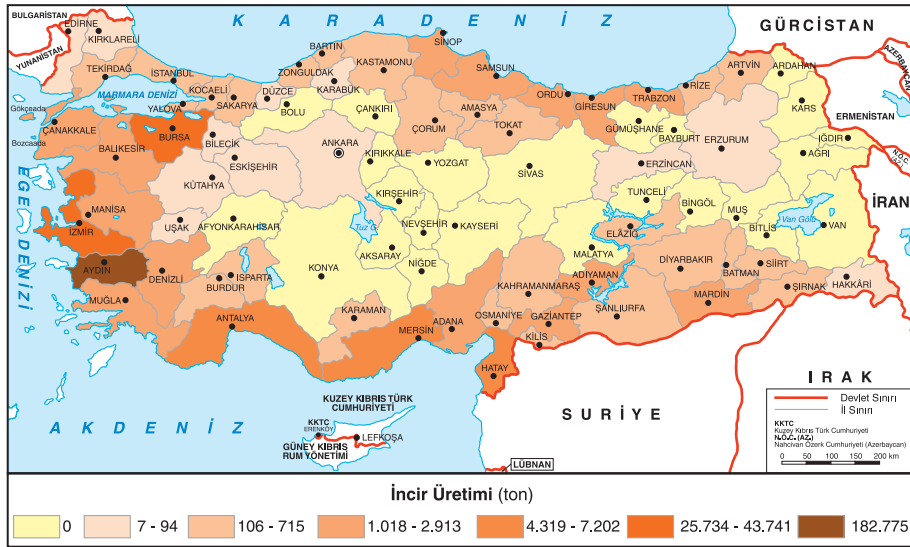 BULGARİSTAN
K A R A D E N İ Z
GÜRCİSTAN
EDİRNE
KIRKLARELİ
YUNANİSTAN
TEKİRDAĞ
İSTANBUL
MARMARA DENİZİ
YALOVA
KOCAELİ
SAKARYA
DÜZCE
BOLU
ZONGULDAK
BARTIN
KARABÜK
KASTAMONU
SİNOP
SAMSUN
ÇANKIRI
ÇORUM
AMASYA
TOKAT
ORDU
GİRESUN
TRABZON
RİZE
ARTVİN
ARDAHAN
AZERBAYCAN
KARS
ERMENİSTAN
GÜMÜŞHANE
BAYBURT
ERZURUM
IĞDIR
AĞRI
N.Ö.C.
(AZ.)
İRAN
Gökçeada
Bozcaada
ÇANAKKALE
BALIKESİR
BURSA
BİLECİK
ESKİŞEHİR
KÜTAHYA
ANKARA
KIRIKKALE
YOZGAT
SİVAS
ERZİNCAN
TUNCELİ
BİNGÖL
MUŞ
BİTLİS
Van Gölü
VAN
EGE DENİZİ
MANİSA
İZMİR
UŞAK
AFYONKARAHİSAR
Tuz G.
KIRŞEHİR
NEVŞEHİR
KAYSERİ
AKSARAY
NİĞDE
MALATYA
ELAZIĞ
DİYARBAKIR
BATMAN
SİİRT
ŞIRNAK
HAKKÂRİ
AYDIN
DENİZLİ
MUĞLA
BURDUR
ISPARTA
KONYA
ANTALYA
KARAMAN
MERSİN
ADANA
OSMANİYE
KAHRAMANMARAŞ
GAZİANTEP
KİLİS
ADIYAMAN
ŞANLIURFA
MARDİN
HATAY
A K D E N İ Z
KUZEY KIBRIS TÜRK
CUMHURİYETİ
KKTC
ERENKÖY
LEFKOŞA
GÜNEY KIBRIS
RUM YÖNETİMİ
LÜBNAN
S U R İ Y E
I R A K
Devlet Sınırı
İl Sınırı
KKTC
Kuzey Kıbrıs Türk Cumhuriyeti
N.Ö.C. (AZ.)
Nahcivan Özerk Cumhuriyeti (Azerbaycan)
0 50 100 150 200 km
İncir Üretimi (ton)
0
7 - 94
106 - 715
1.018 - 2.913
4.319 - 7.202
25.734 - 43.741
182.775